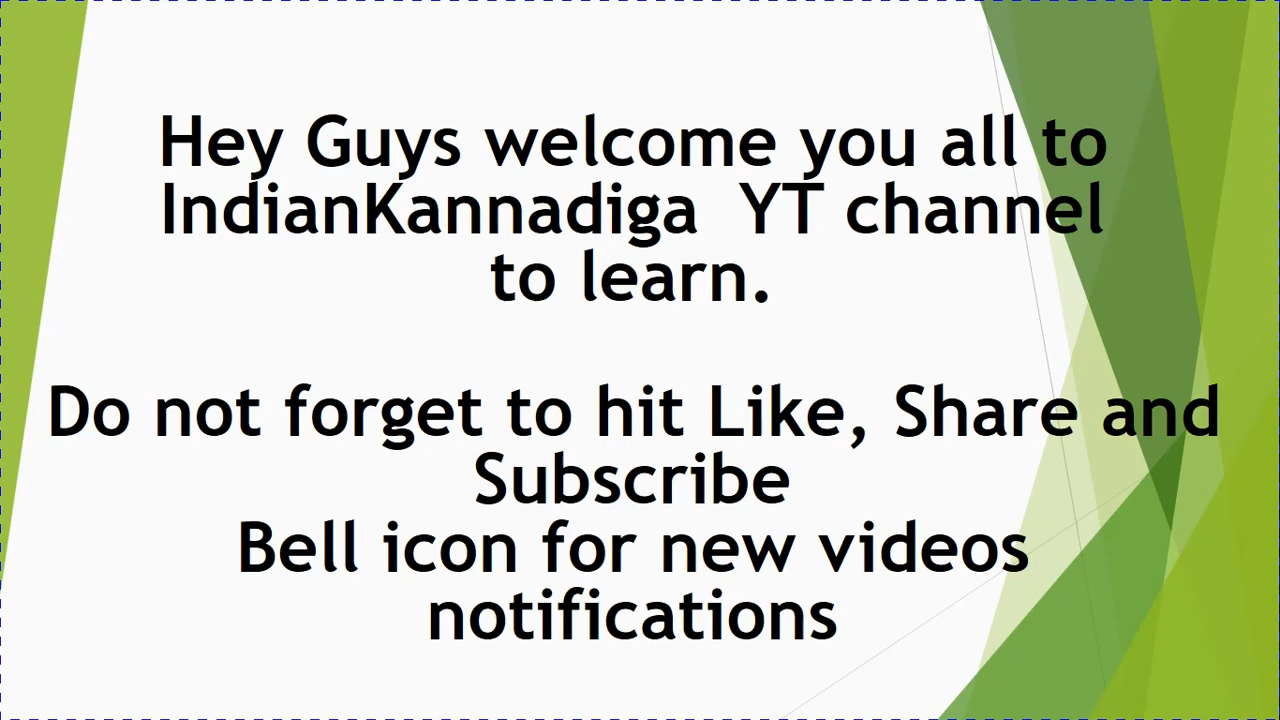 Hey Guys welcome you all to
IndianKannadiga YT channel
to learn.
Do not forget to hit Like, Share and
Subscribe
Bell icon for new videos
notifications